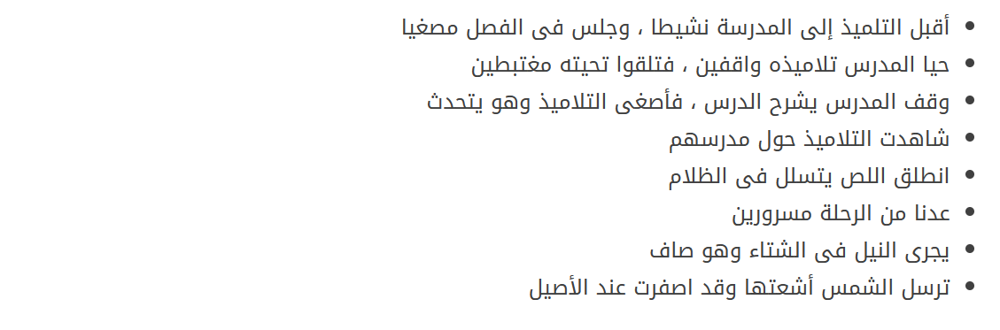 • أقبل التلميذ إلى المدرسة نشيطا ، وجلس فى الفصل مصغيا
• حيا المدرس تلاميذه واقفين ، فتلقوا تحيته مغتبطين
• وقف المدرس يشرح الدرس ، فأصغى التلاميذ وهو يتحدث
• شاهدت التلاميذ حول مدرسهم
• انطلق اللص يتسلل فى الظلام
• عدنا من الرحلة مسرورين
• يجرى النيل فى الشتاء وهو صاف
• ترسل الشمس أشعتها وقد اصفرت عند الأصيل